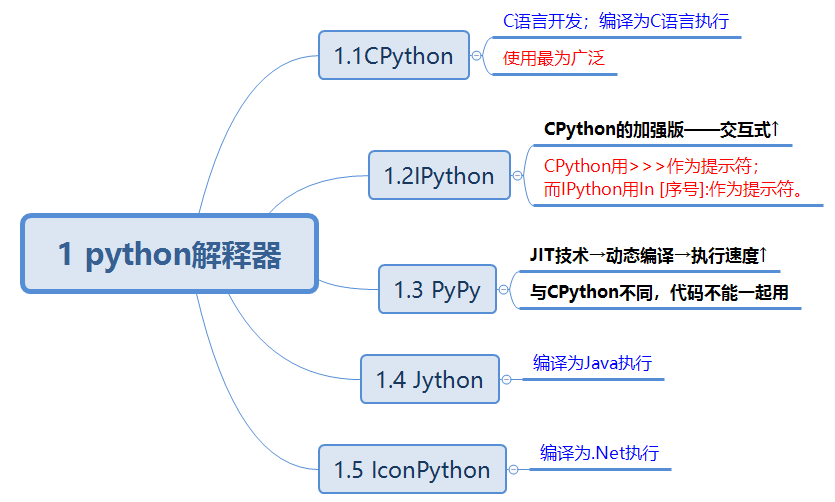 1 python解释器
1.1CPython
C语言开发；编译为C语言执行
使用最为广泛
1.2IPython
CPython的加强版——交互式↑
CPython用>>>作为提示符；
而IPython用In [序号]:作为提示符。
1.3 PyPy
JIT技术→动态编译→执行速度↑
与CPython不同，代码不能一起用
1.4 Jython
编译为Java执行
1.5 IconPython
编译为.Net执行